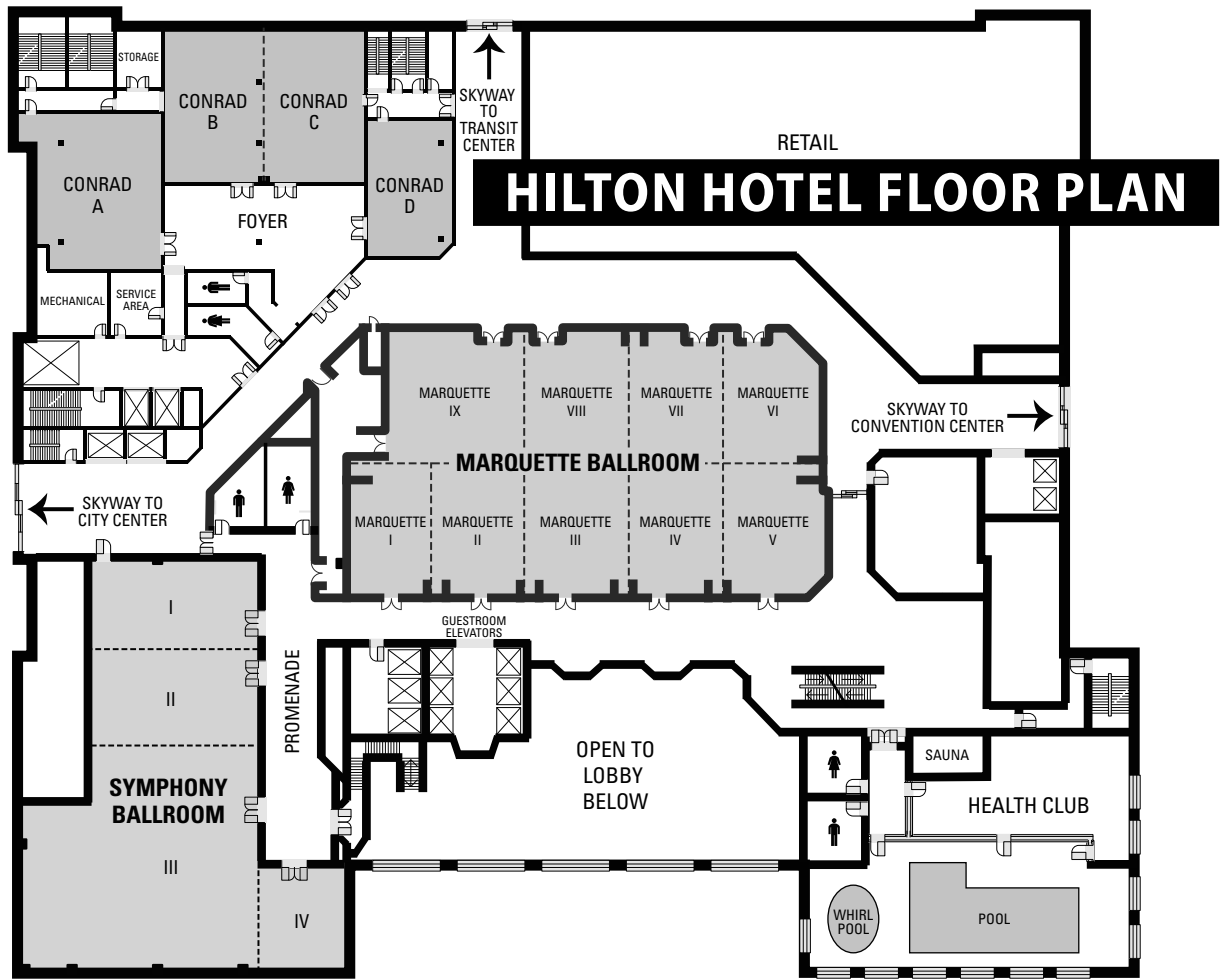 STORAGE
CONRAD
B
CONRAD
C
SKYWAY
TO
TRANSIT
CENTER
RETAIL
HILTON HOTEL FLOOR PLAN
CONRAD
A
CONRAD
D
FOYER
MECHANICAL
SERVICE
AREA
MARQUETTE
IX
MARQUETTE
VIII
MARQUETTE
VII
MARQUETTE
VI
SKYWAY TO
CONVENTION CENTER
MARQUETTE BALLROOM
SKYWAY TO
CITY CENTER
MARQUETTE
I
MARQUETTE
II
MARQUETTE
III
MARQUETTE
IV
MARQUETTE
V
GUESTROOM
ELEVATORS
I
II
PROMENADE
SYMPHONY
BALLROOM
III
IV
OPEN TO
LOBBY
BELOW
SAUNA
HEALTH CLUB
WHIRL
POOL
POOL